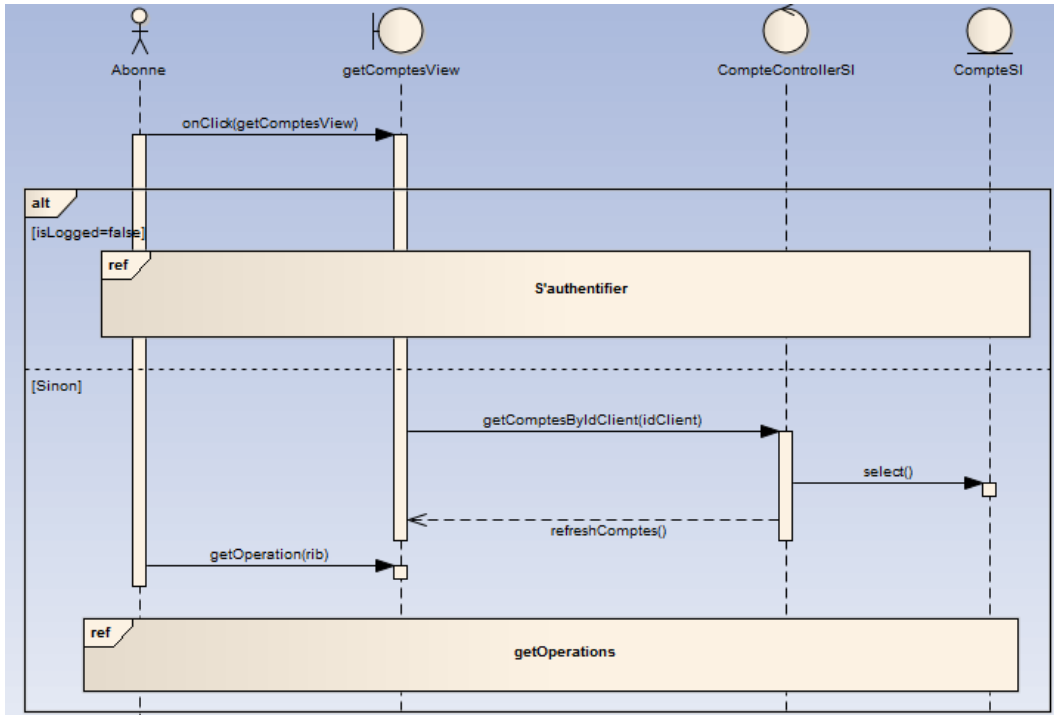 Abonne
getComptesView
CompteControllerSI
CompteSI
onClick(getComptesView)
alt
[isLogged=false]
ref
S'authentifier
[Sinon]
getComptesByIdClient(idClient)
select()
refreshComptes()
getOperation(rib)
ref
getOperations